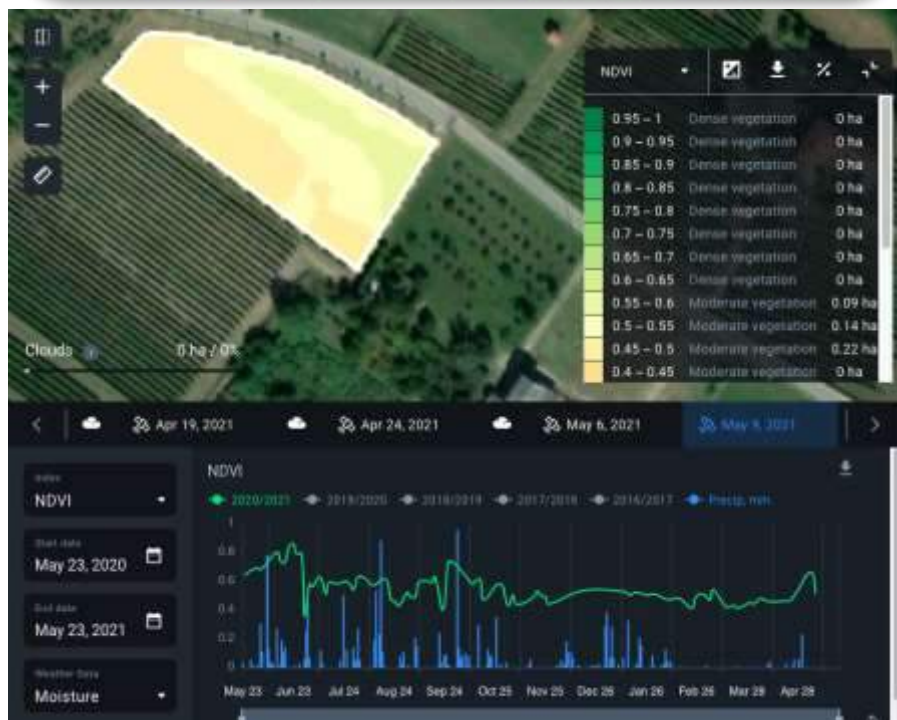 NDVI
0.95 – 1 Dense vegetation 0 ha
0.9 – 0.95 Dense vegetation 0 ha
0.85 – 0.9 Dense vegetation 0 ha
0.8 – 0.85 Dense vegetation 0 ha
0.75 – 0.8 Dense vegetation 0 ha
0.7 – 0.75 Dense vegetation 0 ha
0.65 – 0.7 Dense vegetation 0 ha
0.6 – 0.65 Dense vegetation 0 ha
0.55 – 0.6 Moderate vegetation 0.09 ha
0.5 – 0.55 Moderate vegetation 0.14 ha
0.45 – 0.5 Moderate vegetation 0.22 ha
0.4 – 0.45 Moderate vegetation 0 ha
Clouds 0 ha / 0%
Apr 19, 2021 Apr 24, 2021 May 6, 2021 May 9, 2021
Index
NDVI
Start date
May 23, 2020
End date
May 23, 2021
Weather data
Moisture
NDVI
2020/2021 2019/2020 2018/2019 2017/2018 2016/2017 Precip, mm
1
0.8
0.6
0.4
0.2
0
May 23 Jun 23 Jul 24 Aug 24 Sep 24 Oct 25 Nov 25 Dec 26 Jan 26 Feb 26 Mar 28 Apr 28